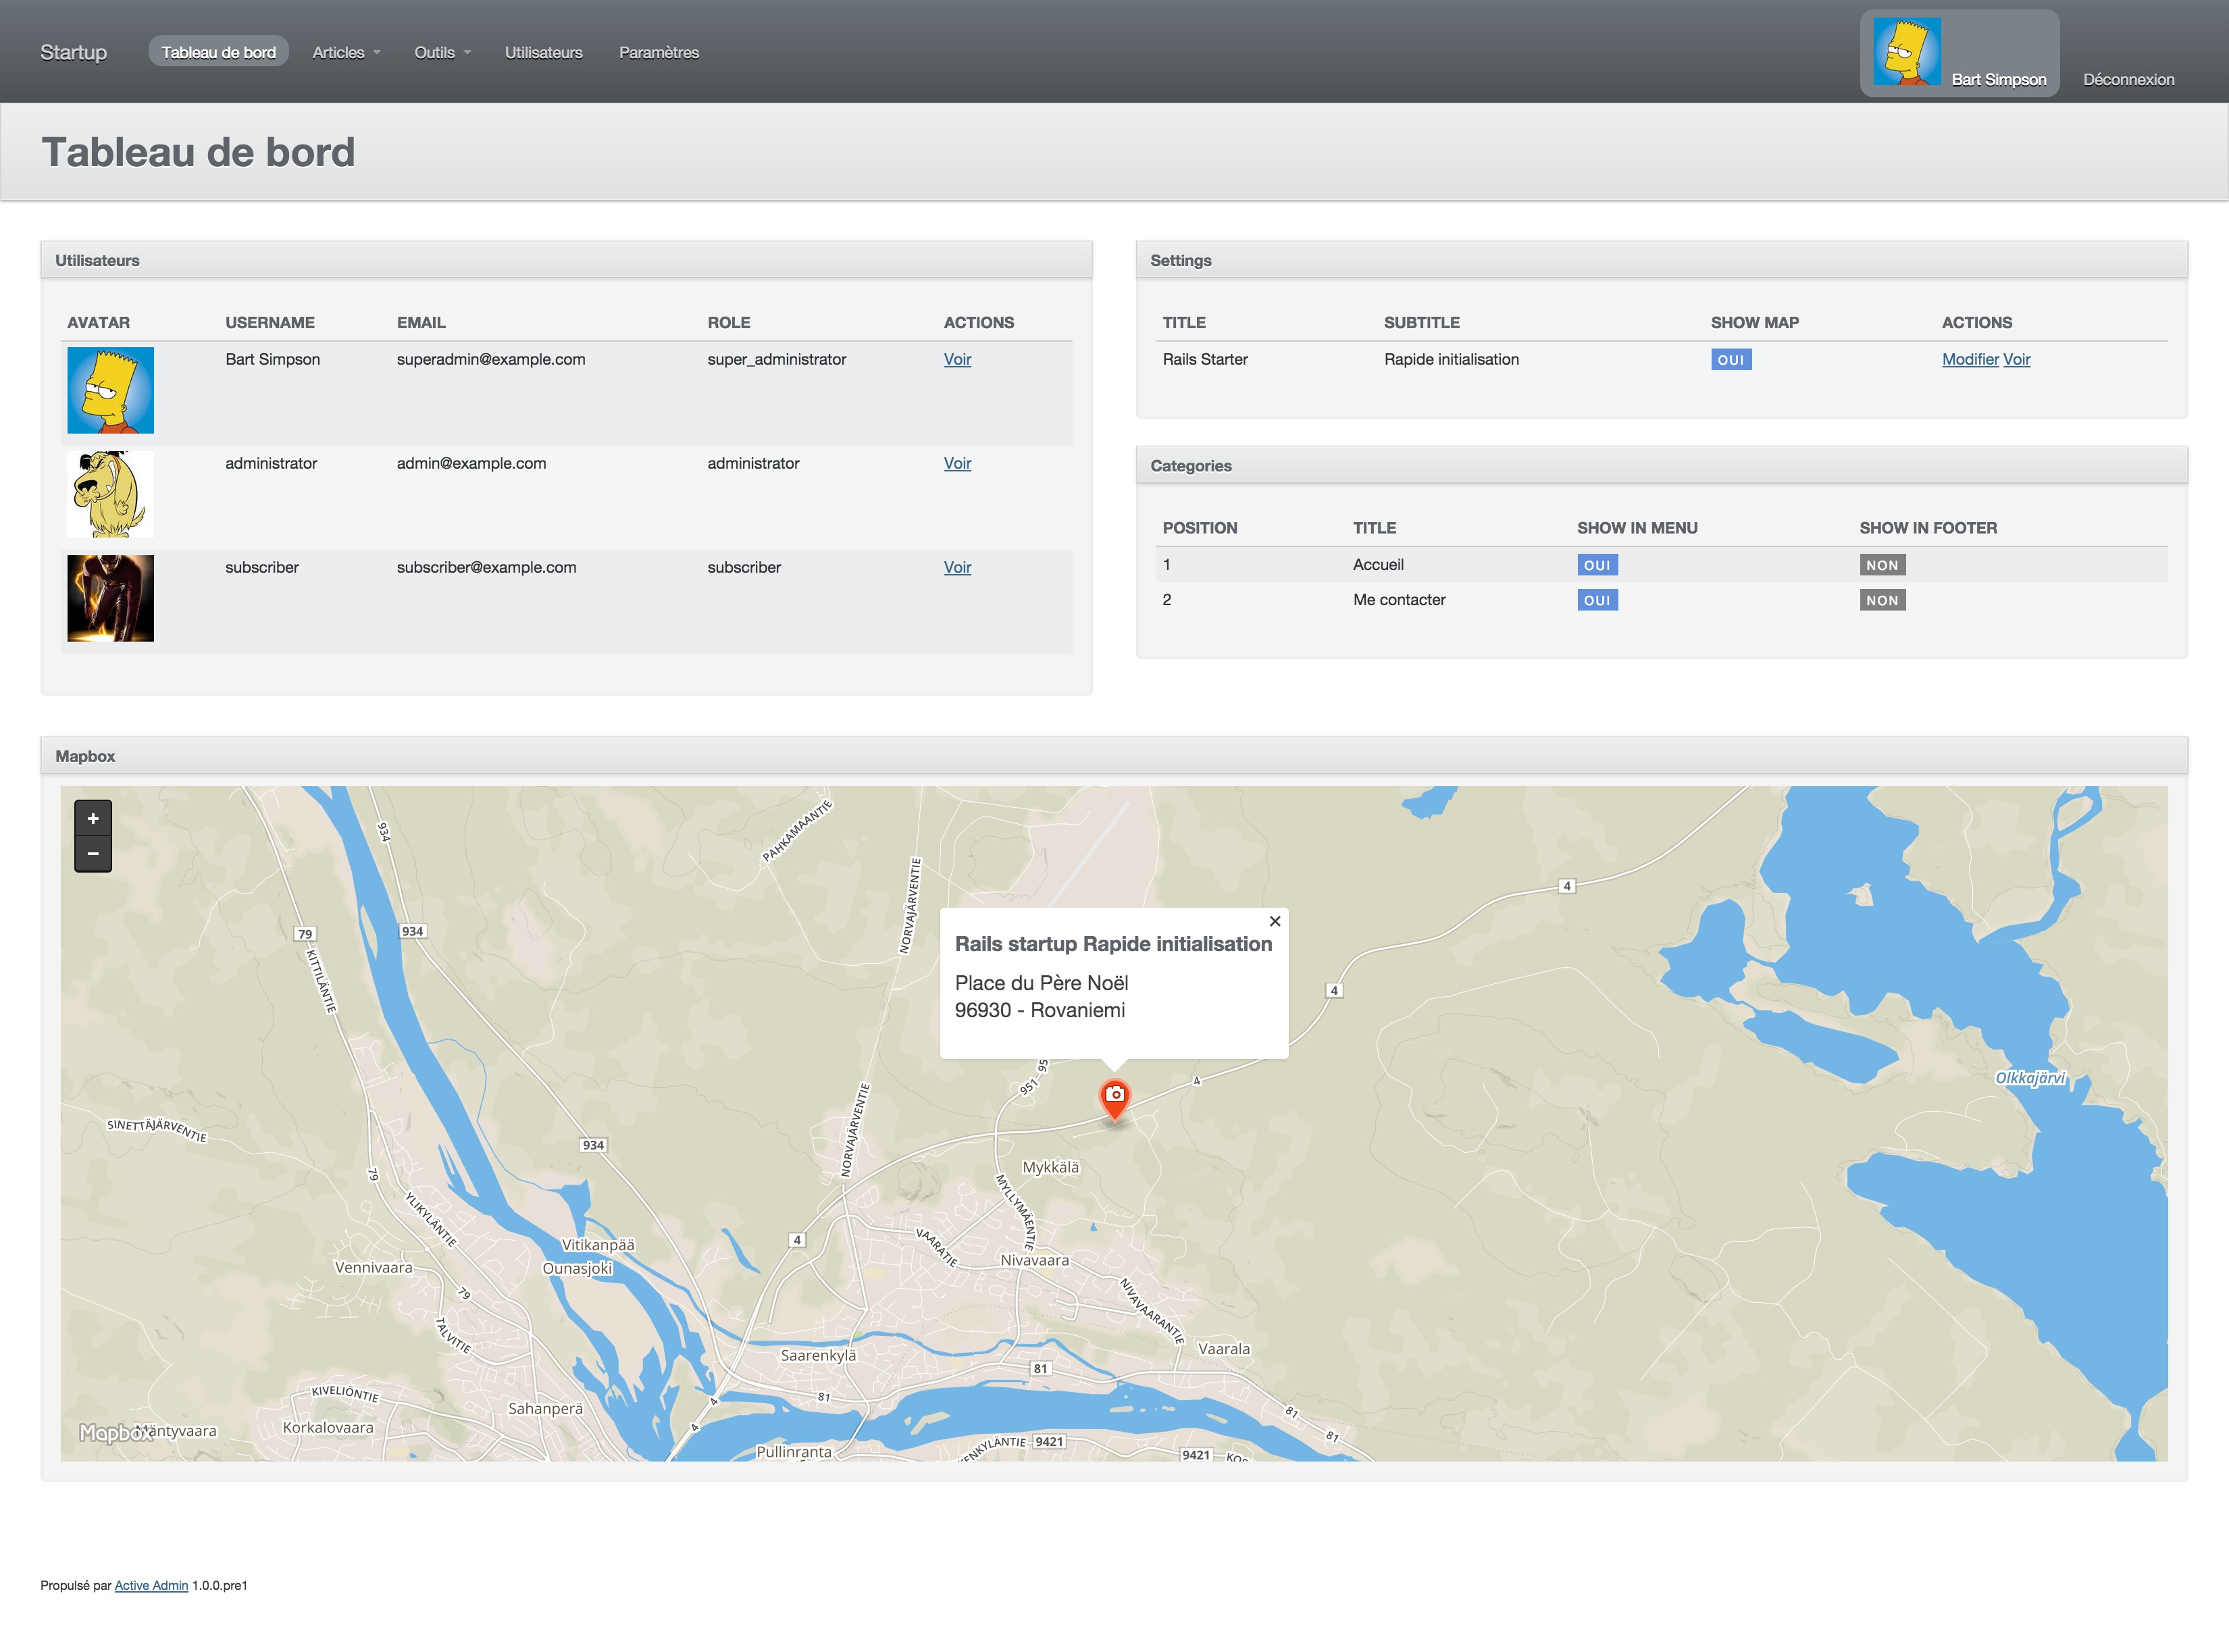 Startup Tableau de bord Articles Outils Utilisateurs Paramètres Bart Simpson Déconnexion
Tableau de bord
Utilisateurs
AVATAR USERNAME EMAIL ROLE ACTIONS
Bart Simpson superadmin@example.com super_administrator Voir
administrator admin@example.com administrator Voir
subscriber subscriber@example.com subscriber Voir
Settings
TITLE SUBTITLE SHOW MAP ACTIONS
Rails Starter Rapide initialisation OUI Modifier Voir
Categories
POSITION TITLE SHOW IN MENU SHOW IN FOOTER
1 Accueil OUI NON
2 Me contacter OUI NON
Mapbox
+
−
934
PAHKAMAANTIE
NORVAJÄRVENTIE
4
79
934
KITTILÄNTIE
Rails startup Rapide initialisation
Place du Père Noël
96930 - Rovaniemi
4
951
95
4
Olkkajärvi
SINETTÄJÄRVENTIE
934
NORVAJÄRVENTIE
79
Mykkälä
YLIKYLÄNTIE
MYLLYMÄENTIE
4
Vitikanpää
VAARATIE
Nivavaara
Vennivaara
Ounasjoki
79
NIVAVAARANTIE
TALVITIE
Saarenkylä
Vaarala
81
81
KIVELIÖNTIE
4
Sahanperä
81
Mapbox
Mäntyvaara
Korkalovaara
4
81
Pullinranta
9421
9421
Propulsé par Active Admin 1.0.0.pre1